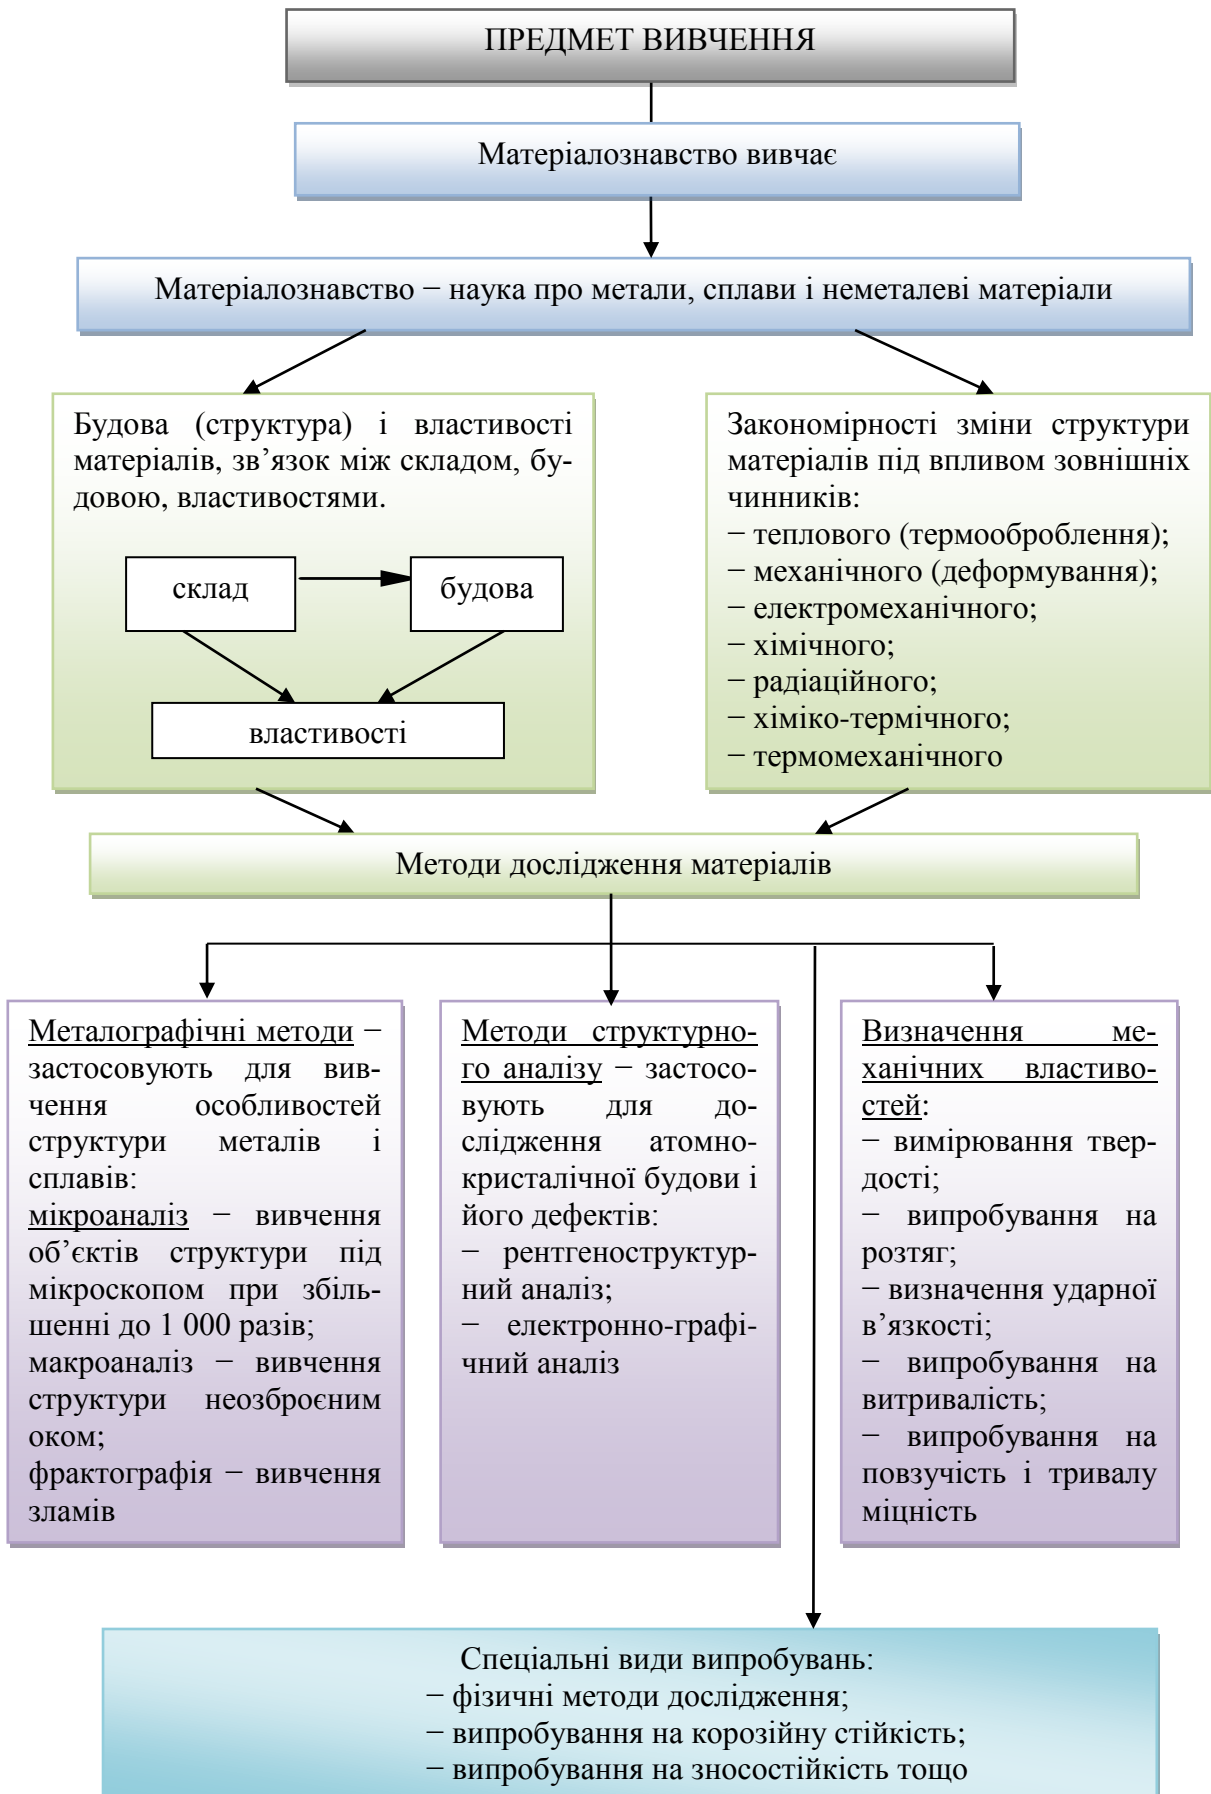 ПРЕДМЕТ ВИВЧЕННЯ
Матеріалознавство вивчає
Матеріалознавство − наука про метали, сплави і неметалеві матеріали
Будова (структура) і властивості
матеріалів, зв’язок між складом, бу-
довою, властивостями.
склад
будова
властивості
Закономірності зміни структури
матеріалів під впливом зовнішніх
чинників:
− теплового (термооброблення);
− механічного (деформування);
− електромеханічного;
− хімічного;
− радіаційного;
− хіміко-термічного;
− термомеханічного
Методи дослідження матеріалів
Металографічні методи −
застосовують для вив-
чення особливостей
структури металів і
сплавів:
мікроаналіз − вивчення
об’єктів структури під
мікроскопом при збіль-
шенні до 1 000 разів;
макроаналіз − вивчення
структури неозброєним
оком;
фрактографія − вивчення
зламів
Методи структурно-
го аналізу − застосо-
вують для до-
слідження атомно-
кристалічної будови і
його дефектів:
− рентгеноструктур-
ний аналіз;
− електронно-графі-
чний аналіз
Визначення ме-
ханічних властиво-
стей:
− вимірювання твер-
дості;
− випробування на
розтяг;
− визначення ударної
в’язкості;
− випробування на
витривалість;
− випробування на
повзучість і тривалу
міцність
Спеціальні види випробувань:
− фізичні методи дослідження;
− випробування на корозійну стійкість;
− випробування на зносостійкість тощо